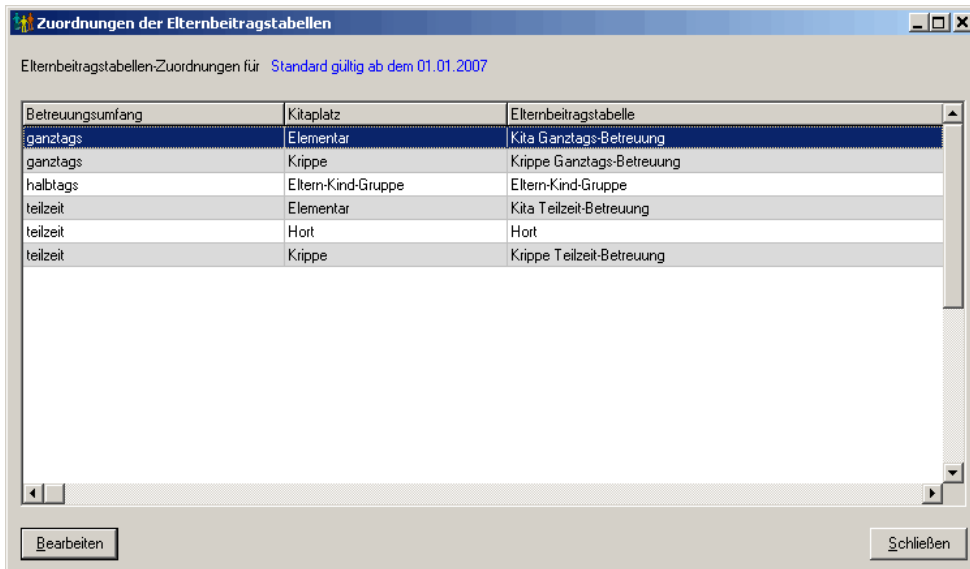 Zuordnungen der Elternbeitragstabellen
Elternbeitragstabellen-Zuordnungen für Standard gültig ab dem 01.01.2007
Betreuungsumfang Kitaplatz Elternbeitragstabelle
ganztags Elementar Kita Ganztags-Betreuung
ganztags Krippe Krippe Ganztags-Betreuung
halbtags Eltern-Kind-Gruppe Eltern-Kind-Gruppe
teilzeit Elementar Kita Teilzeit-Betreuung
teilzeit Hort Hort
teilzeit Krippe Krippe Teilzeit-Betreuung
Bearbeiten Schließen